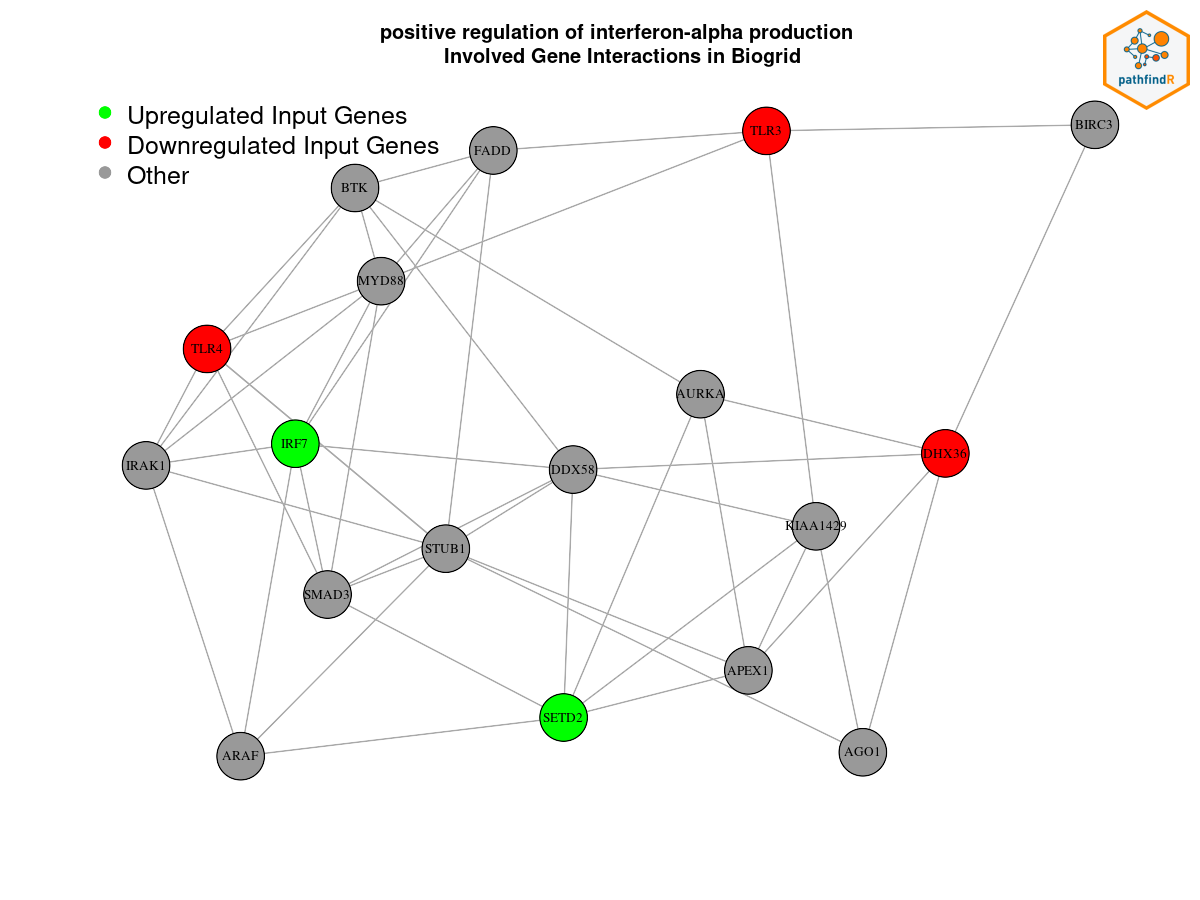 positive regulation of interferon-alpha production
Involved Gene Interactions in Biogrid
pathfindR
Upregulated Input Genes
Downregulated Input Genes
Other
BIRC3
TLR3
FADD
BTK
MYD88
TLR4
AURKA
IRF7
DHX36
IRAK1
DDX58
KIAA1429
STUB1
SMAD3
APEX1
SETD2
AGO1
ARAF